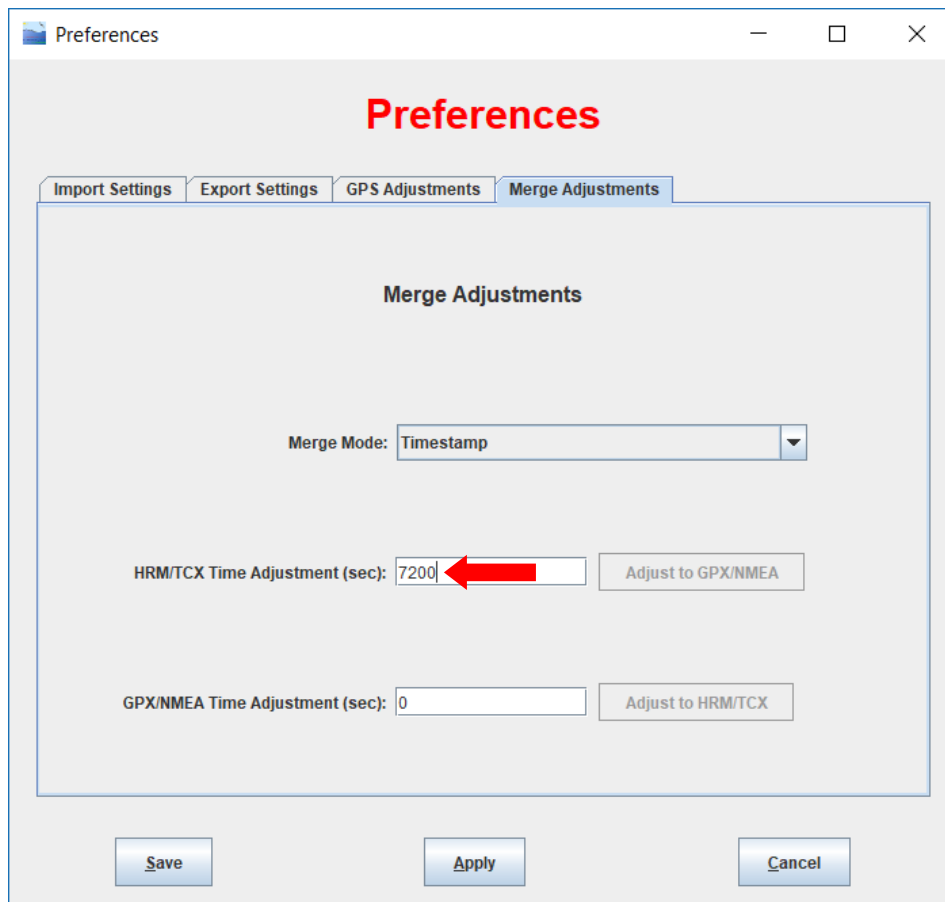 Preferences
Preferences
Import Settings Export Settings GPS Adjustments Merge Adjustments
Merge Adjustments
Merge Mode: Timestamp
HRM/TCX Time Adjustment (sec): 7200 Adjust to GPX/NMEA
GPX/NMEA Time Adjustment (sec): 0 Adjust to HRM/TCX
Save Apply Cancel